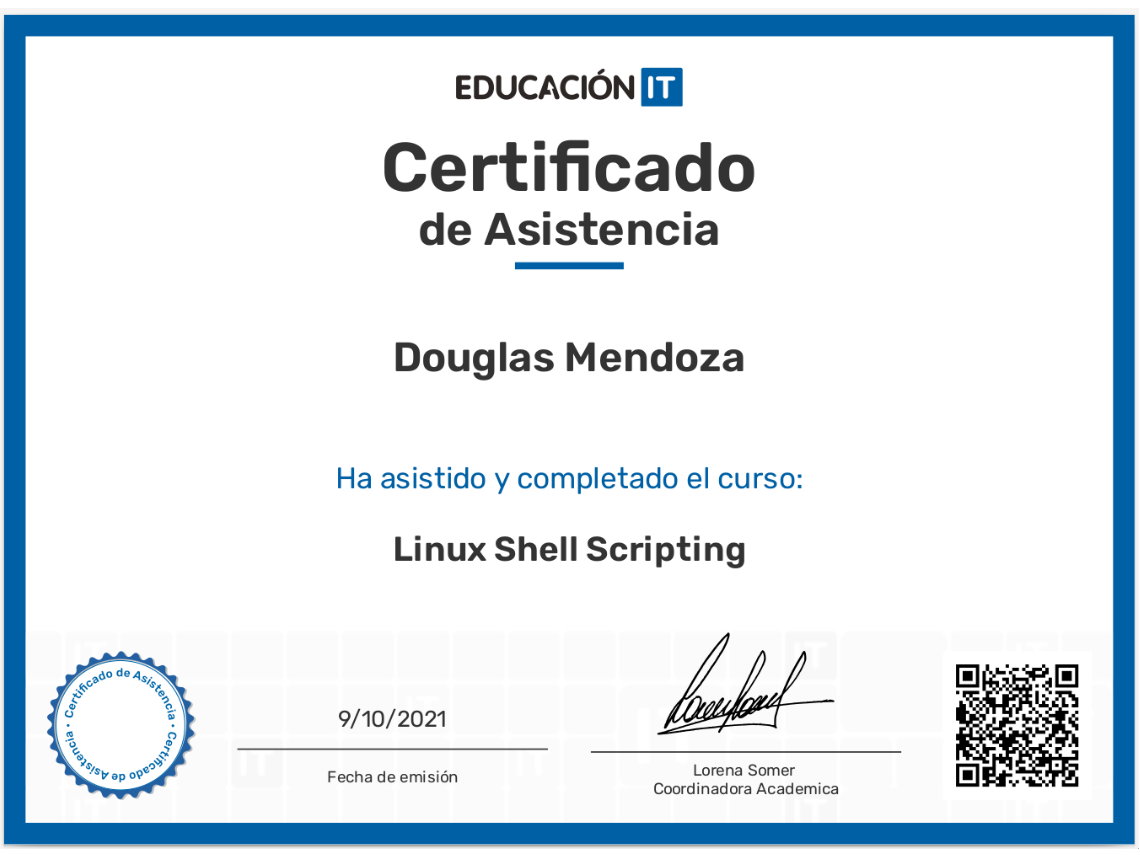 EDUCACIÓN IT
Certificado
de Asistencia
Douglas Mendoza
Ha asistido y completado el curso:
Linux Shell Scripting
Certificado de Asistencia • Certificado de Asistencia •
9/10/2021
Fecha de emisión
Lorena Somer
Coordinadora Academica